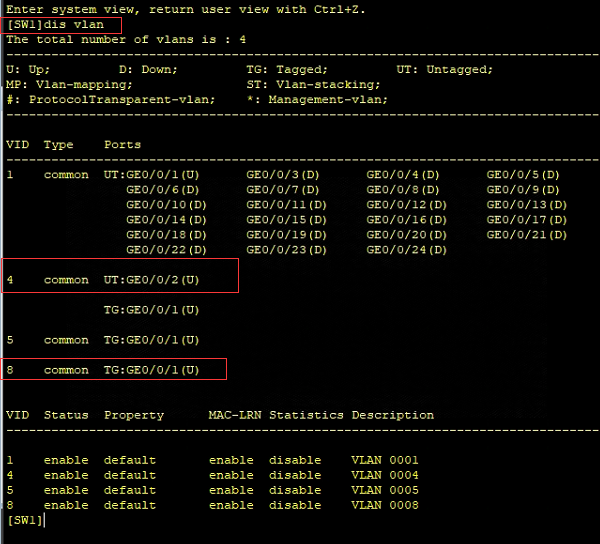 Enter system view, return user view with Ctrl+Z.
[SW1]dis vlan
The total number of vlans is : 4
--------------------------------------------------------------------------------
U: Up; D: Down; TG: Tagged; UT: Untagged;
MP: Vlan-mapping; ST: Vlan-stacking;
#: ProtocolTransparent-vlan; *: Management-vlan;
--------------------------------------------------------------------------------
VID Type Ports
--------------------------------------------------------------------------------
1 common UT:GE0/0/1(U) GE0/0/3(D) GE0/0/4(D) GE0/0/5(D)
GE0/0/6(D) GE0/0/7(D) GE0/0/8(D) GE0/0/9(D)
GE0/0/10(D) GE0/0/11(D) GE0/0/12(D) GE0/0/13(D)
GE0/0/14(D) GE0/0/15(D) GE0/0/16(D) GE0/0/17(D)
GE0/0/18(D) GE0/0/19(D) GE0/0/20(D) GE0/0/21(D)
GE0/0/22(D) GE0/0/23(D) GE0/0/24(D)
4 common UT:GE0/0/2(U)
TG:GE0/0/1(U)
5 common TG:GE0/0/1(U)
8 common TG:GE0/0/1(U)
VID Status Property MAC-LRN Statistics Description
--------------------------------------------------------------------------------
1 enable default enable disable VLAN 0001
4 enable default enable disable VLAN 0004
5 enable default enable disable VLAN 0005
8 enable default enable disable VLAN 0008
[SW1]